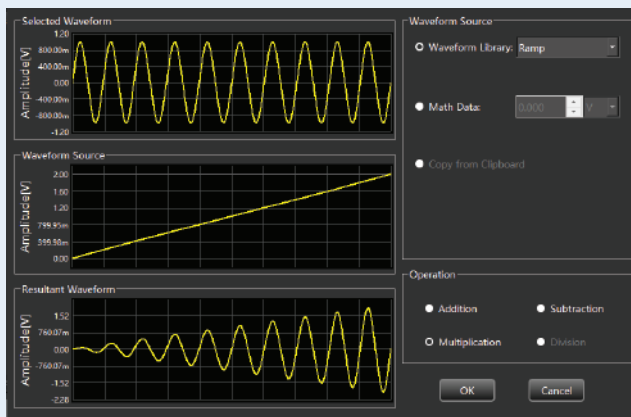 Selected Waveform
Amplitude[V]
1.20
800.00m
400.00m
0.00
-400.00m
-800.00m
-1.20
Waveform Source
Amplitude[V]
2.00
1.60
1.20
799.95m
399.90m
0.00
Resultant Waveform
Amplitude[V]
1.52
760.07m
0.00
-760.07m
-1.52
-2.28
Waveform Source
Waveform Library: Ramp
Math Data: 0.000 V
Copy from Clipboard
Operation
Addition Subtraction
Multiplication Division
OK Cancel